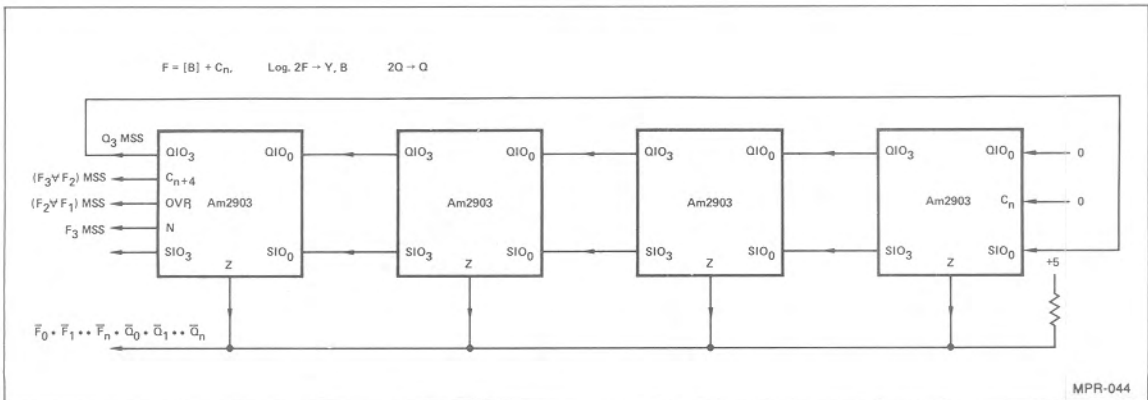 F = [B] + Cₙ, Log. 2F → Y, B 2Q → Q
Q₃ MSS
QIO₃ QIO₀ QIO₃ QIO₀ QIO₃ QIO₀ QIO₃ QIO₀ 0
(F₃∀F₂) MSS Cₙ₊₄
(F₂∀F₁) MSS OVR Am2903 Am2903 Am2903 Am2903 Cₙ 0
F₃ MSS N
SIO₃ SIO₀ SIO₃ SIO₀ SIO₃ SIO₀ SIO₃ SIO₀
Z Z Z Z +5
F̅₀ • F̅₁ • • F̅ₙ • Q̅₀ • Q̅₁ • • Q̅ₙ
MPR-044